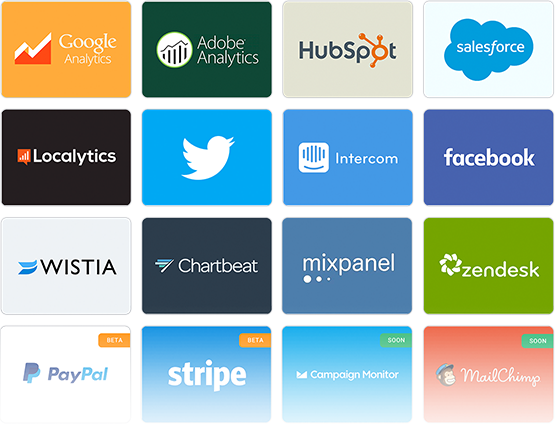 Google
Analytics
Adobe®
Analytics
HubSpot
salesforce
Localytics
INTERCOM
facebook
WISTIA
Chartbeat
mixpanel
zendesk
BETA
PayPal
BETA
stripe
SOON
Campaign Monitor
SOON
MailChimp